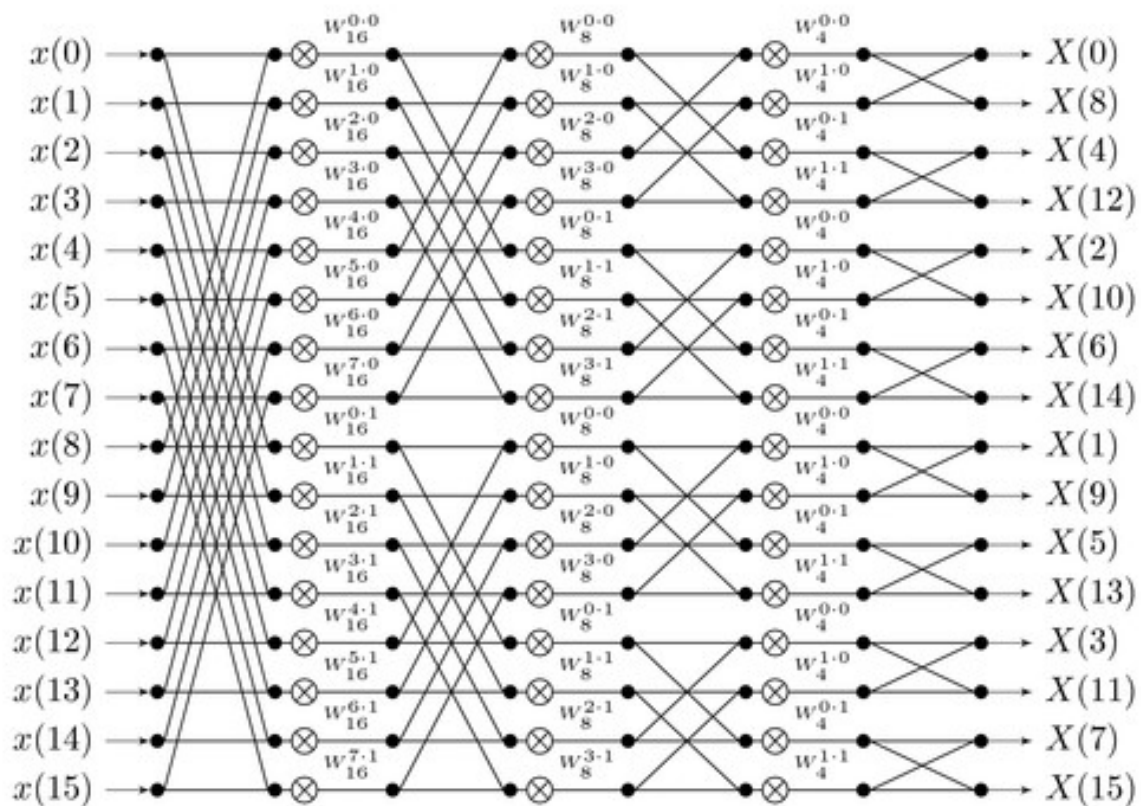 x(0) W_16^{0·0} W_8^{0·0} W_4^{0·0} X(0)
x(1) W_16^{1·0} W_8^{1·0} W_4^{1·0} X(8)
x(2) W_16^{2·0} W_8^{2·0} W_4^{0·1} X(4)
x(3) W_16^{3·0} W_8^{3·0} W_4^{1·1} X(12)
x(4) W_16^{4·0} W_8^{0·1} W_4^{0·0} X(2)
x(5) W_16^{5·0} W_8^{1·1} W_4^{1·0} X(10)
x(6) W_16^{6·0} W_8^{2·1} W_4^{0·1} X(6)
x(7) W_16^{7·0} W_8^{3·1} W_4^{1·1} X(14)
x(8) W_16^{0·1} W_8^{0·0} W_4^{0·0} X(1)
x(9) W_16^{1·1} W_8^{1·0} W_4^{1·0} X(9)
x(10) W_16^{2·1} W_8^{2·0} W_4^{0·1} X(5)
x(11) W_16^{3·1} W_8^{3·0} W_4^{1·1} X(13)
x(12) W_16^{4·1} W_8^{0·1} W_4^{0·0} X(3)
x(13) W_16^{5·1} W_8^{1·1} W_4^{1·0} X(11)
x(14) W_16^{6·1} W_8^{2·1} W_4^{0·1} X(7)
x(15) W_16^{7·1} W_8^{3·1} W_4^{1·1} X(15)